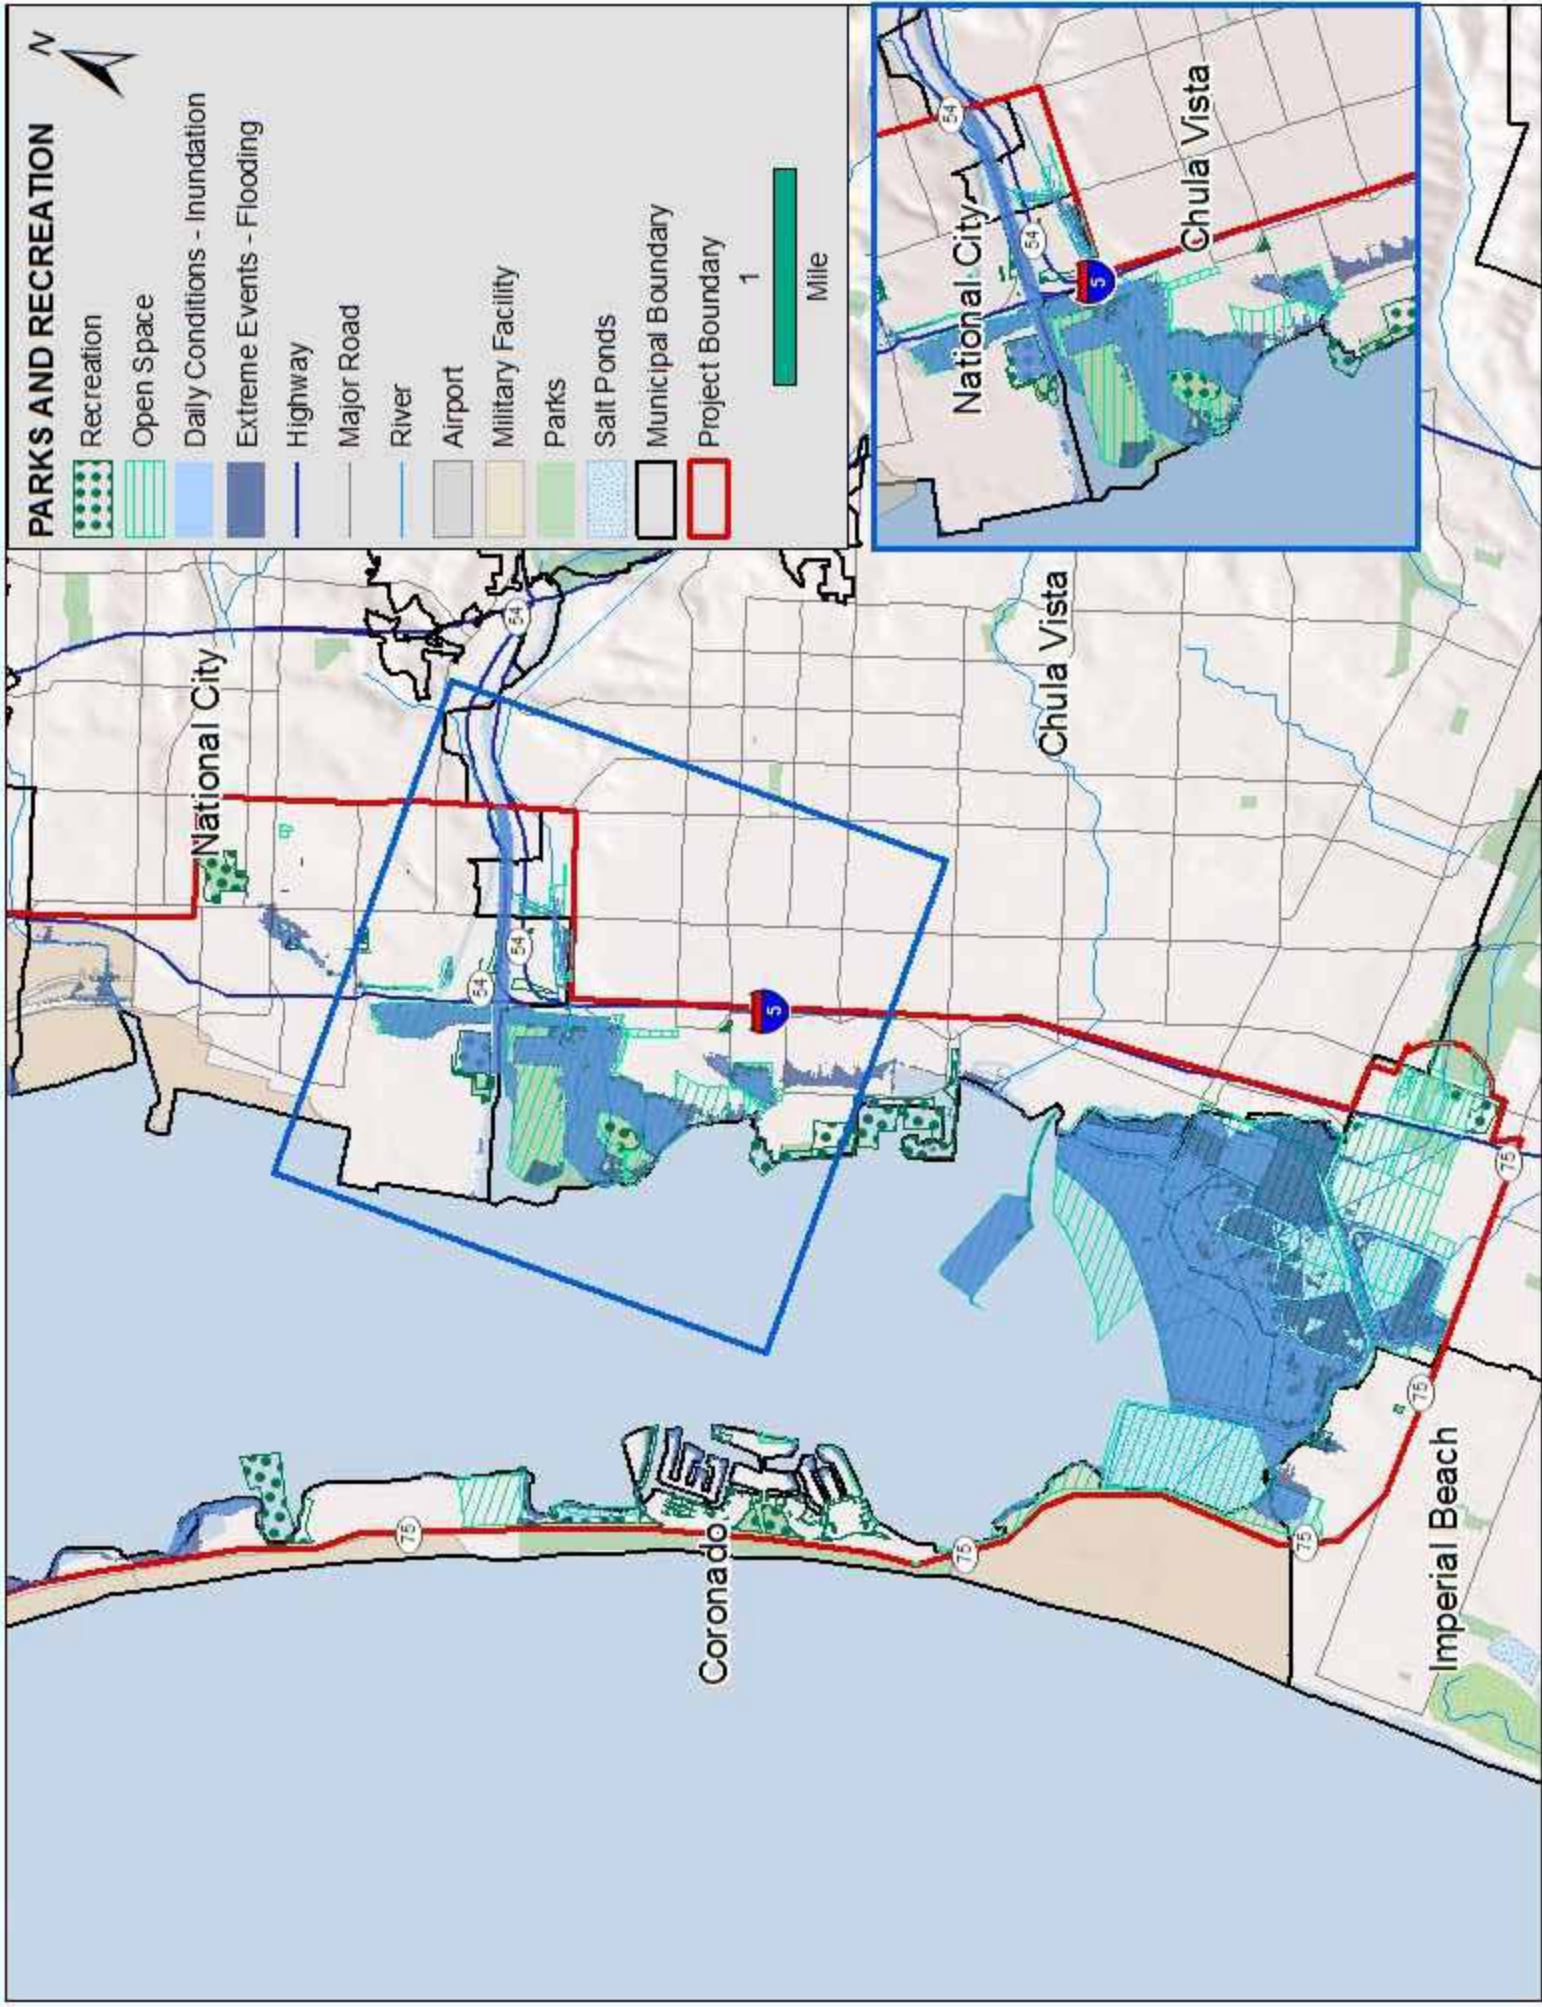 PARKS AND RECREATION
N
Recreation
Open Space
Daily Conditions - Inundation
Extreme Events - Flooding
Highway
Major Road
River
Airport
Military Facility
Parks
Salt Ponds
Municipal Boundary
Project Boundary
1
Mile
National City
54
54
54
5
Chula Vista
75
75
75
75
75
Coronado
Imperial Beach
National City
54
54
5
Chula Vista